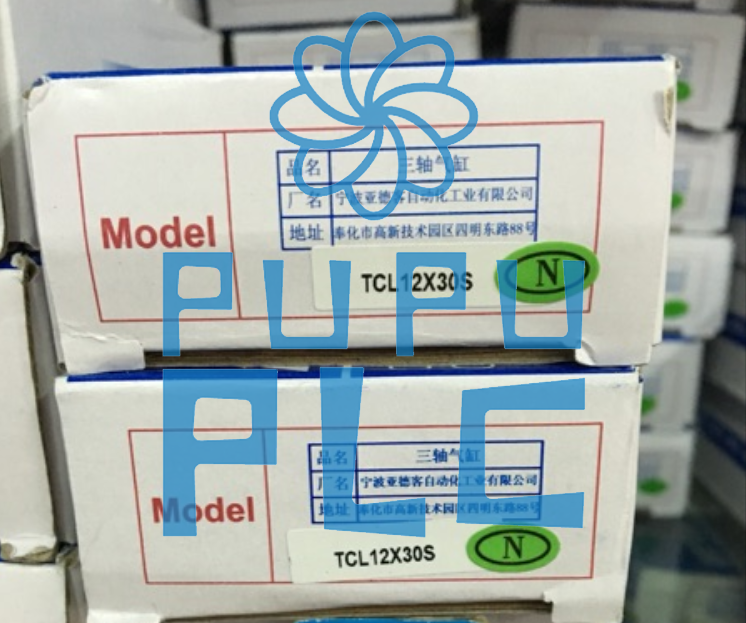 品名 三轴气缸
厂名 宁波亚德客自动化工业有限公司
Model
地址 奉化市高新技术园区四明东路88号
TCL12X30S N
PUPU
PLC
品名 三轴气缸
厂名 宁波亚德客自动化工业有限公司
Model
地址 奉化市高新技术园区四明东路88号
TCL12X30S N